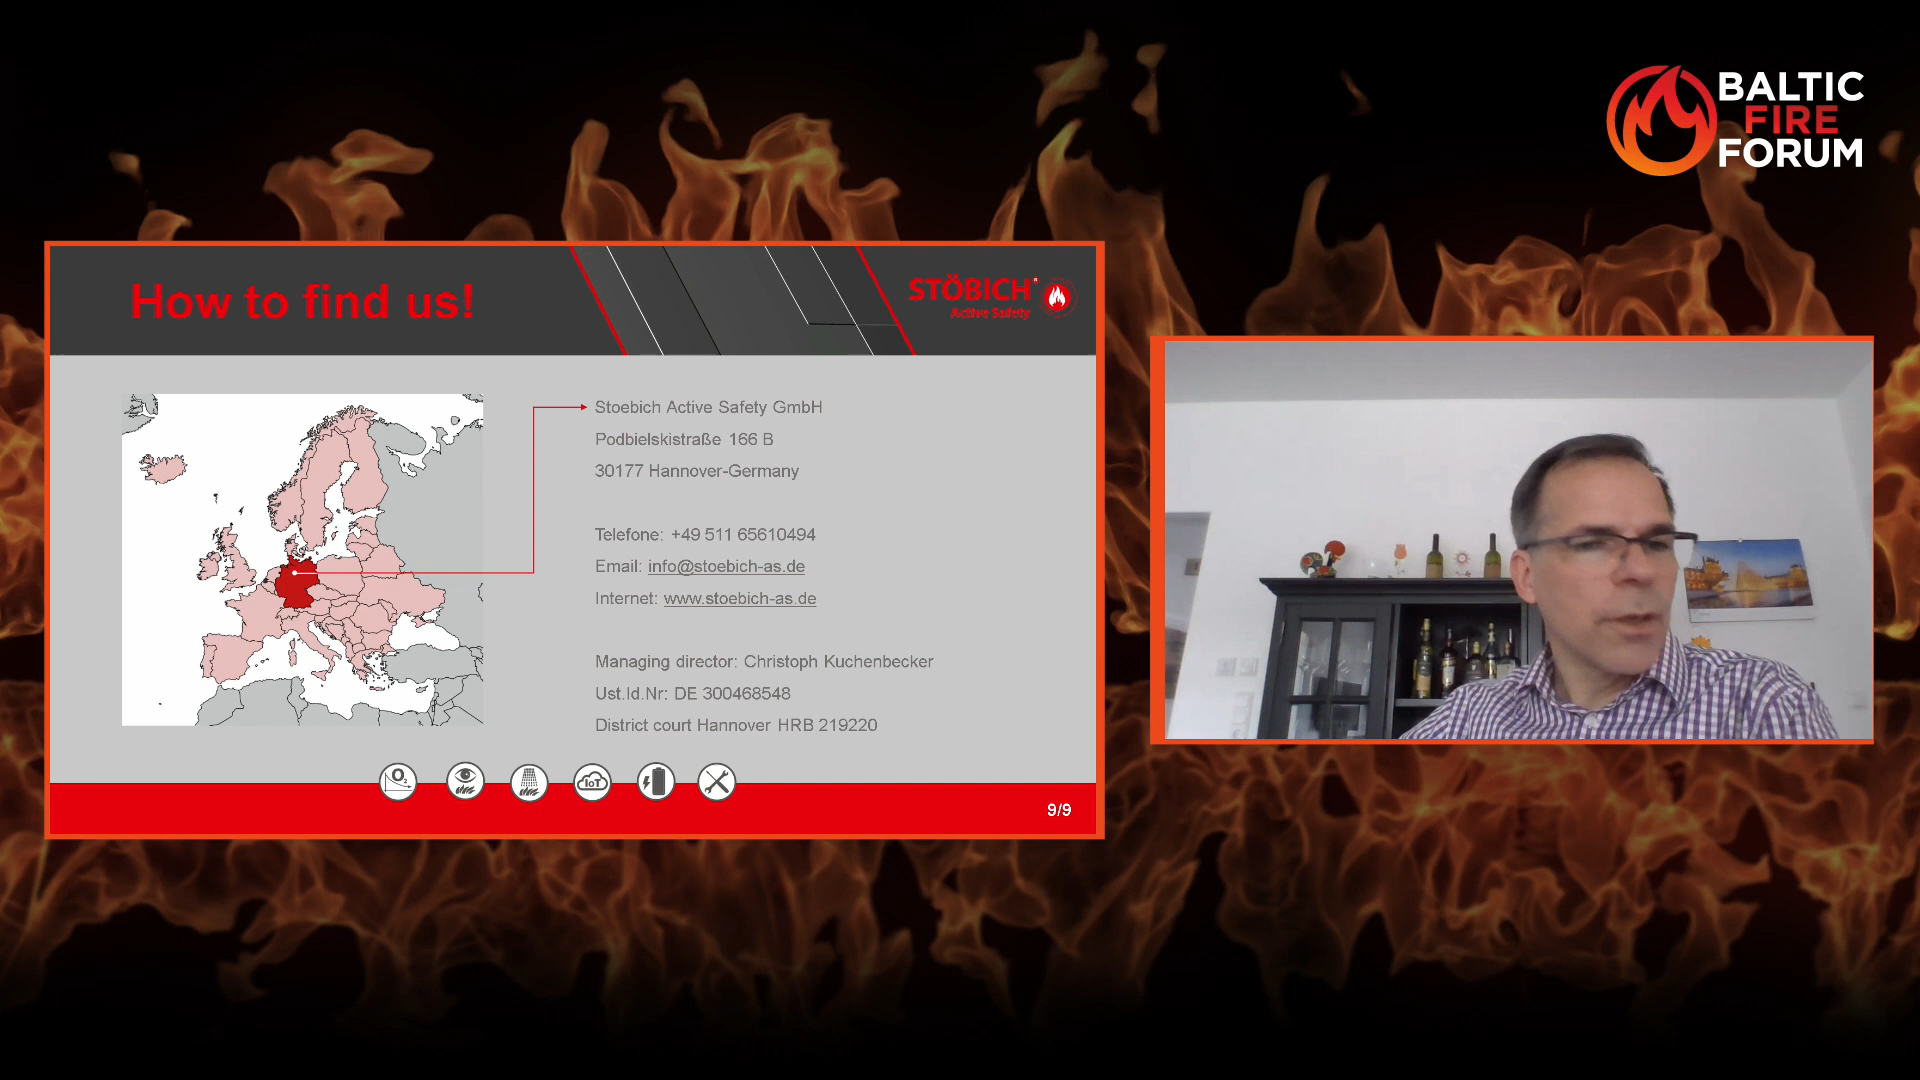 BALTIC
FIRE
FORUM
How to find us!
STÖBICH®
Active Safety
Stoebich Active Safety GmbH
Podbielskistraße 166 B
30177 Hannover-Germany
Telefone: +49 511 65610494
Email: info@stoebich-as.de
Internet: www.stoebich-as.de
Managing director: Christoph Kuchenbecker
Ust.Id.Nr: DE 300468548
District court Hannover HRB 219220
O2
IoT
9/9